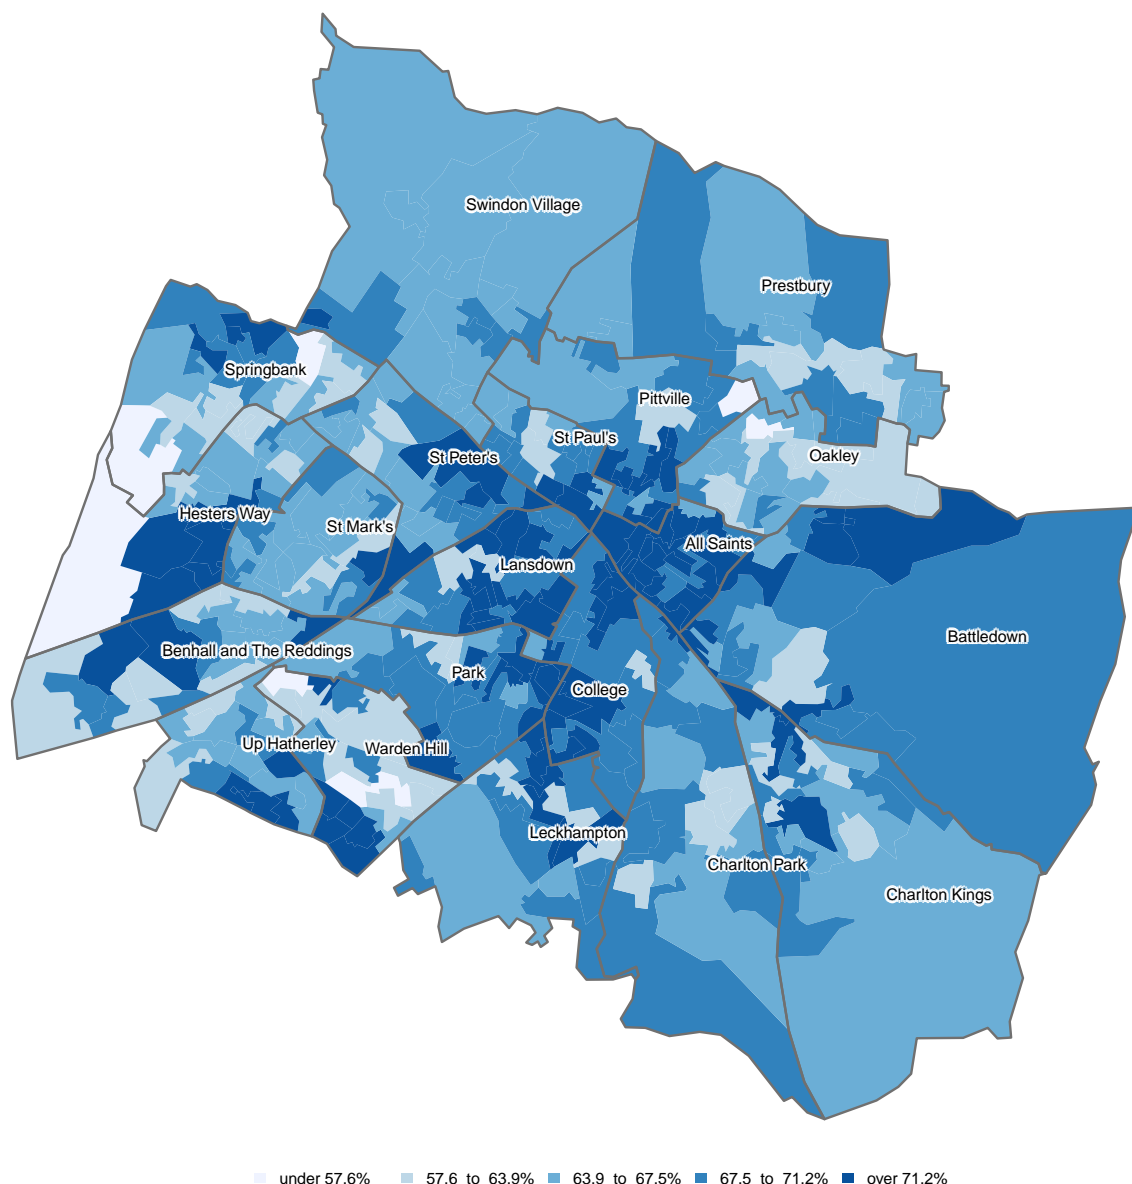 Swindon Village
Prestbury
Springbank
Pittville
St Paul's
St Peter's
Oakley
Hesters Way
St Mark's
All Saints
Lansdown
Battledown
Benhall and The Reddings
Park
College
Up Hatherley
Warden Hill
Leckhampton
Charlton Park
Charlton Kings
under 57.6% 57.6 to 63.9% 63.9 to 67.5% 67.5 to 71.2% over 71.2%